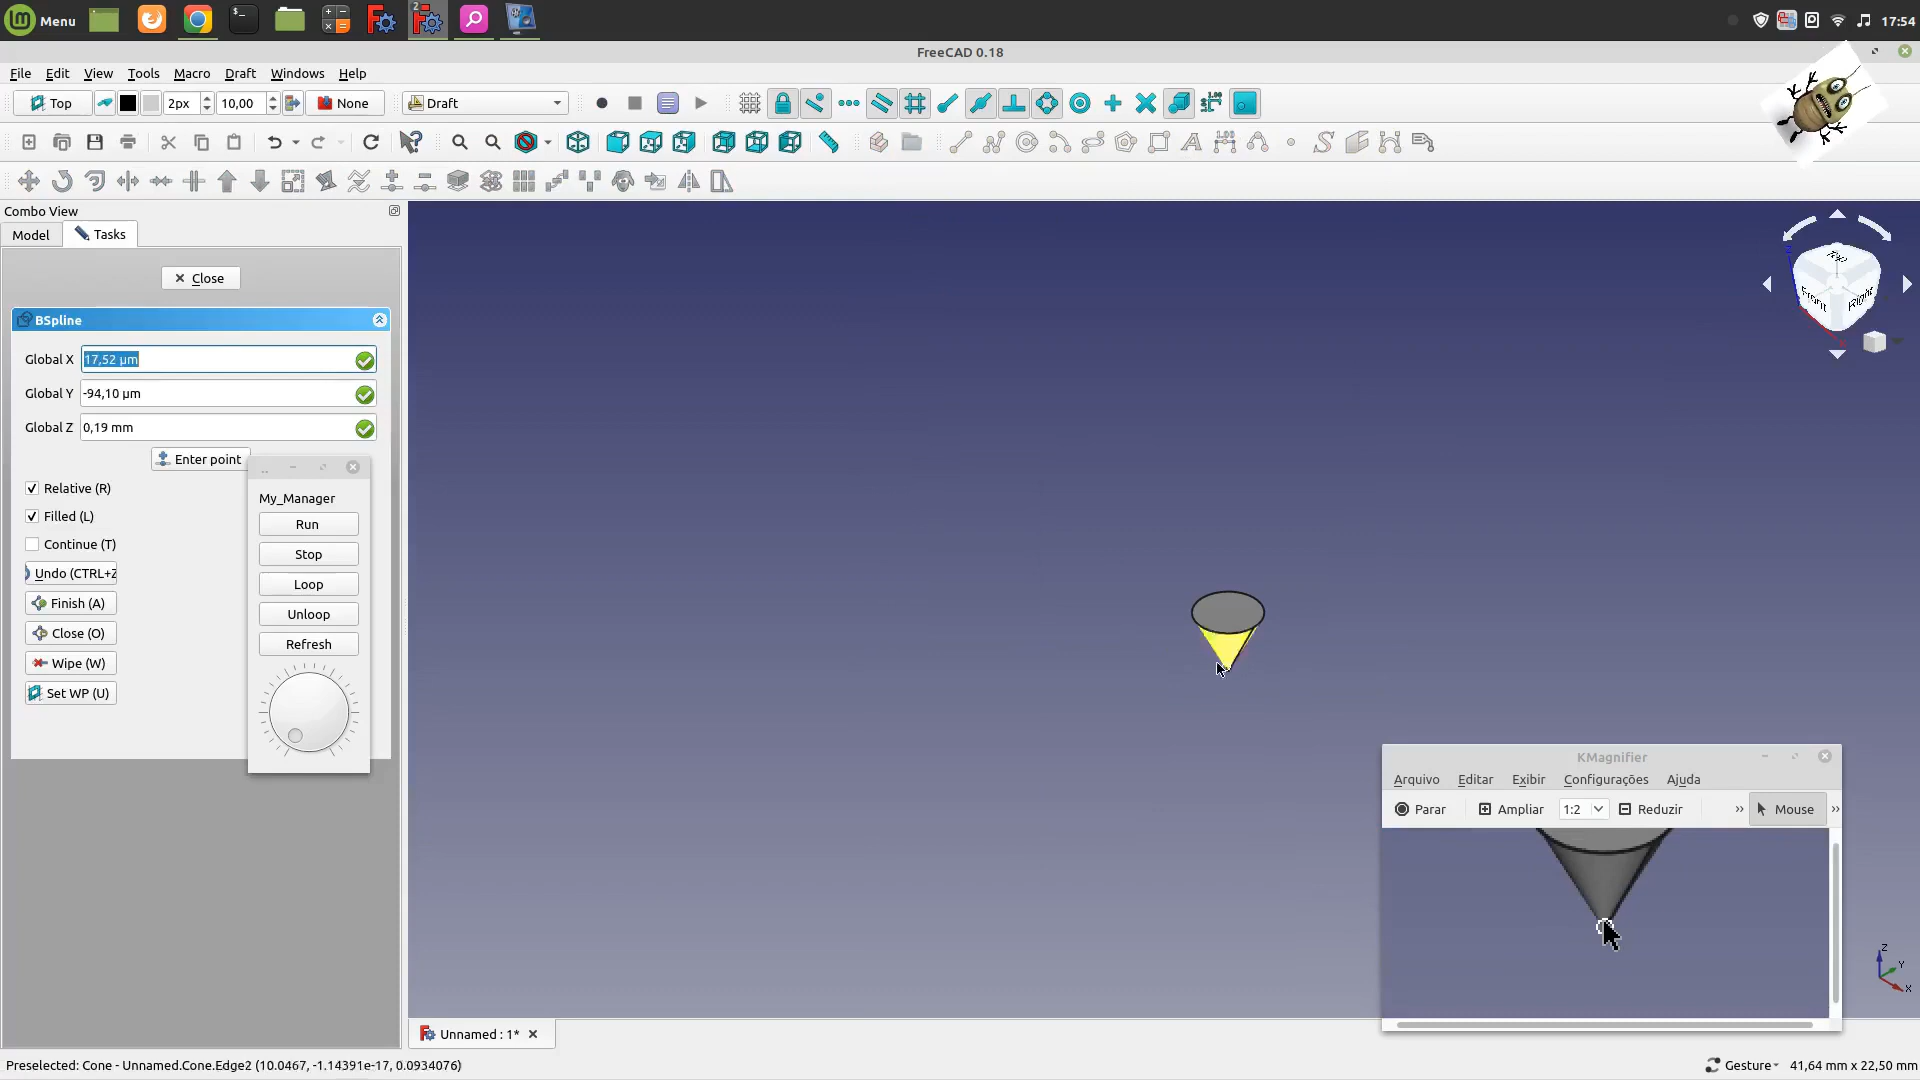 Menu
17:54
FreeCAD 0.18
File Edit View Tools Macro Draft Windows Help
Top 2px 10,00 None Draft
Combo View
Model Tasks
Close
BSpline
Global X 17,52 µm
Global Y -94,10 µm
Global Z 0,19 mm
Enter point
Relative (R)
Filled (L)
Continue (T)
Undo (CTRL+Z
Finish (A)
Close (O)
Wipe (W)
Set WP (U)
My_Manager
Run
Stop
Loop
Unloop
Refresh
Top
Front
Right
KMagnifier
Arquivo Editar Exibir Configurações Ajuda
Parar Ampliar 1:2 Reduzir » Mouse »
Z
Y
X
Unnamed : 1*
Preselected: Cone - Unnamed.Cone.Edge2 (10.0467, -1.14391e-17, 0.0934076)
Gesture 41,64 mm x 22,50 mm